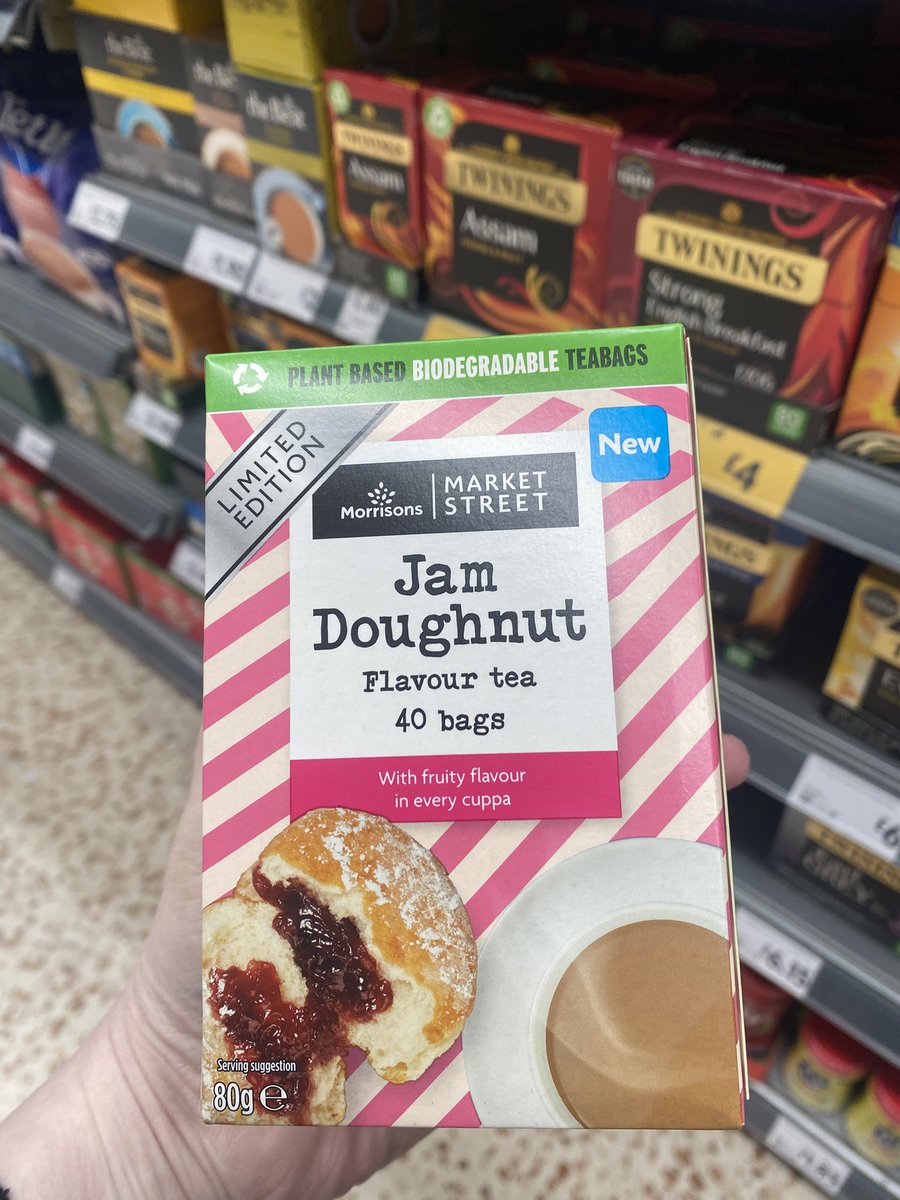 TWININGS
Assam
TWININGS
Assam
TWININGS
Strong
English Breakfast
£4
PLANT BASED BIODEGRADABLE TEABAGS
LIMITED
EDITION
New
Morrisons
MARKET
STREET
Jam
Doughnut
Flavour tea
40 bags
With fruity flavour
in every cuppa
Serving suggestion
80g e